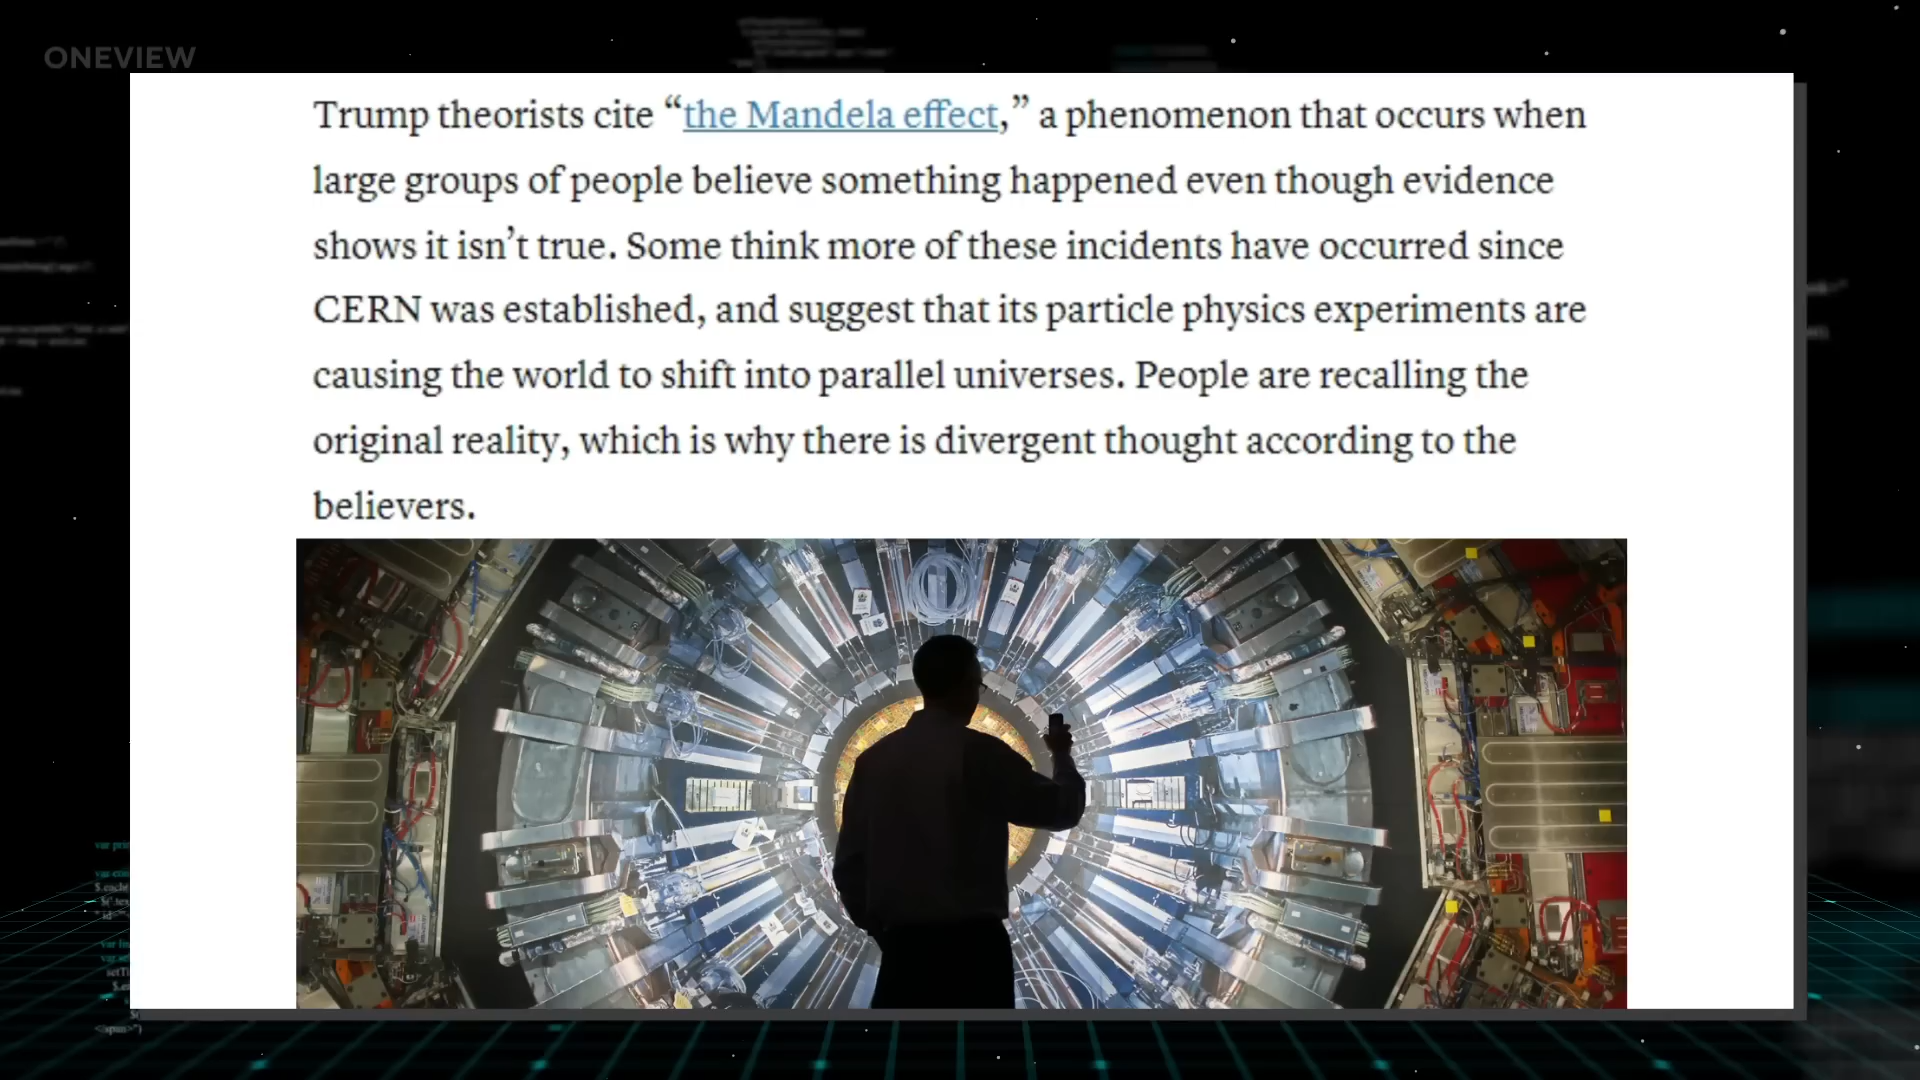 ONEVIEW
Trump theorists cite “the Mandela effect,” a phenomenon that occurs when
large groups of people believe something happened even though evidence
shows it isn’t true. Some think more of these incidents have occurred since
CERN was established, and suggest that its particle physics experiments are
causing the world to shift into parallel universes. People are recalling the
original reality, which is why there is divergent thought according to the
believers.